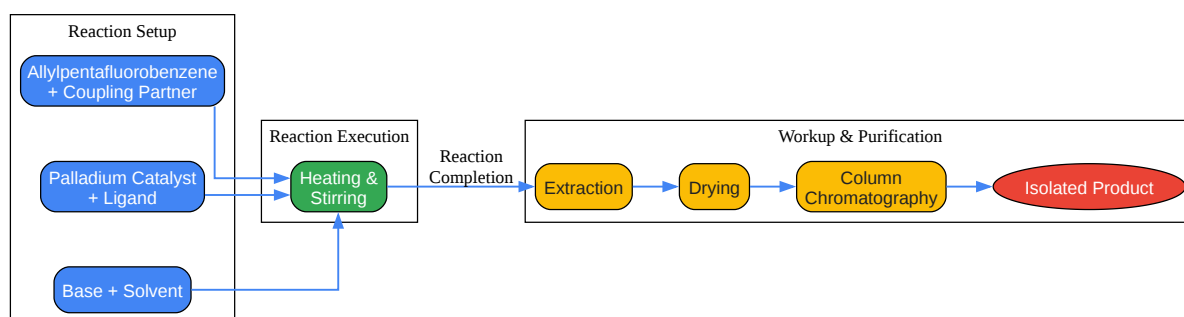 Reaction Setup
Allylpentafluorobenzene
+ Coupling Partner
Palladium Catalyst
+ Ligand
Base + Solvent
Reaction Execution
Heating &
Stirring
Reaction
Completion
Workup & Purification
Extraction
Drying
Column
Chromatography
Isolated Product